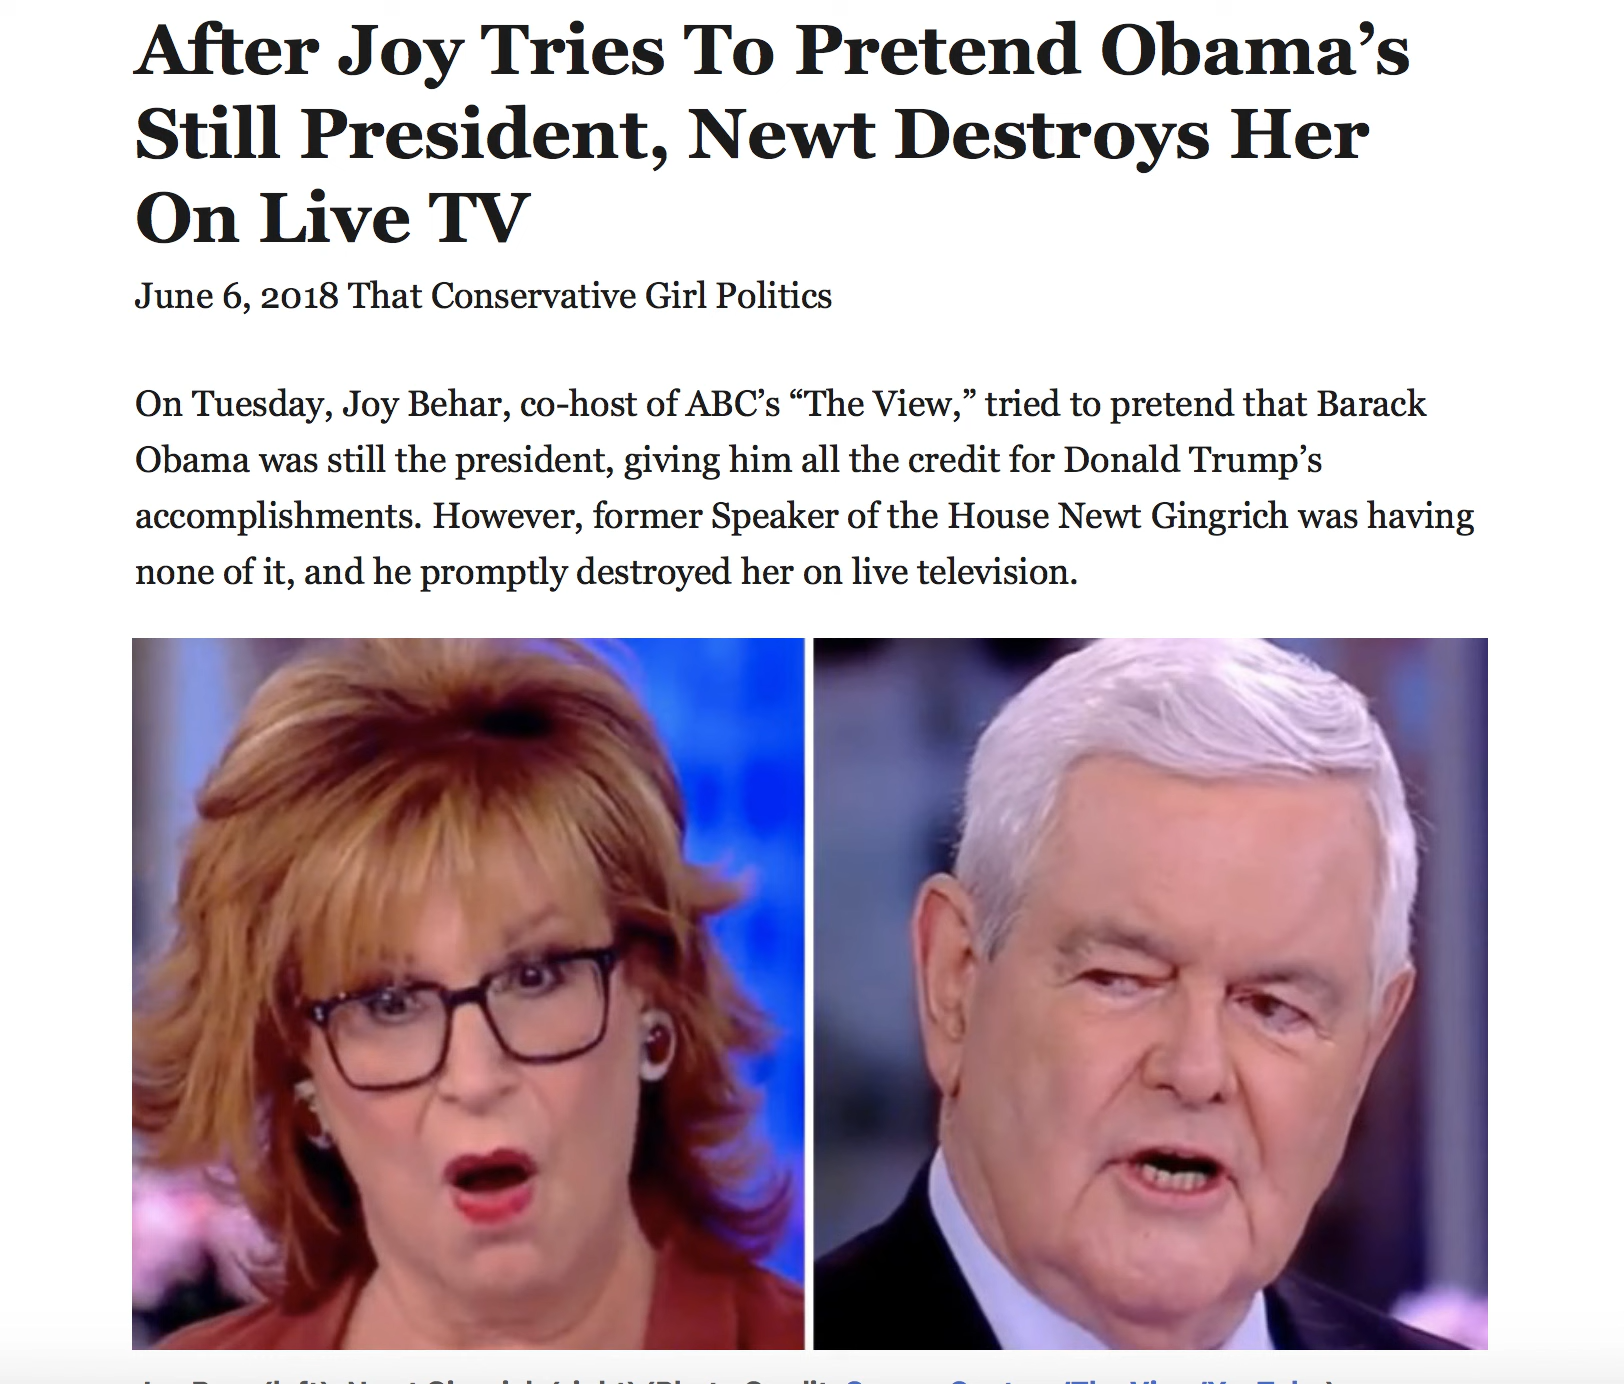 After Joy Tries To Pretend Obama’s
Still President, Newt Destroys Her
On Live TV
June 6, 2018 That Conservative Girl Politics
On Tuesday, Joy Behar, co-host of ABC’s “The View,” tried to pretend that Barack
Obama was still the president, giving him all the credit for Donald Trump’s
accomplishments. However, former Speaker of the House Newt Gingrich was having
none of it, and he promptly destroyed her on live television.